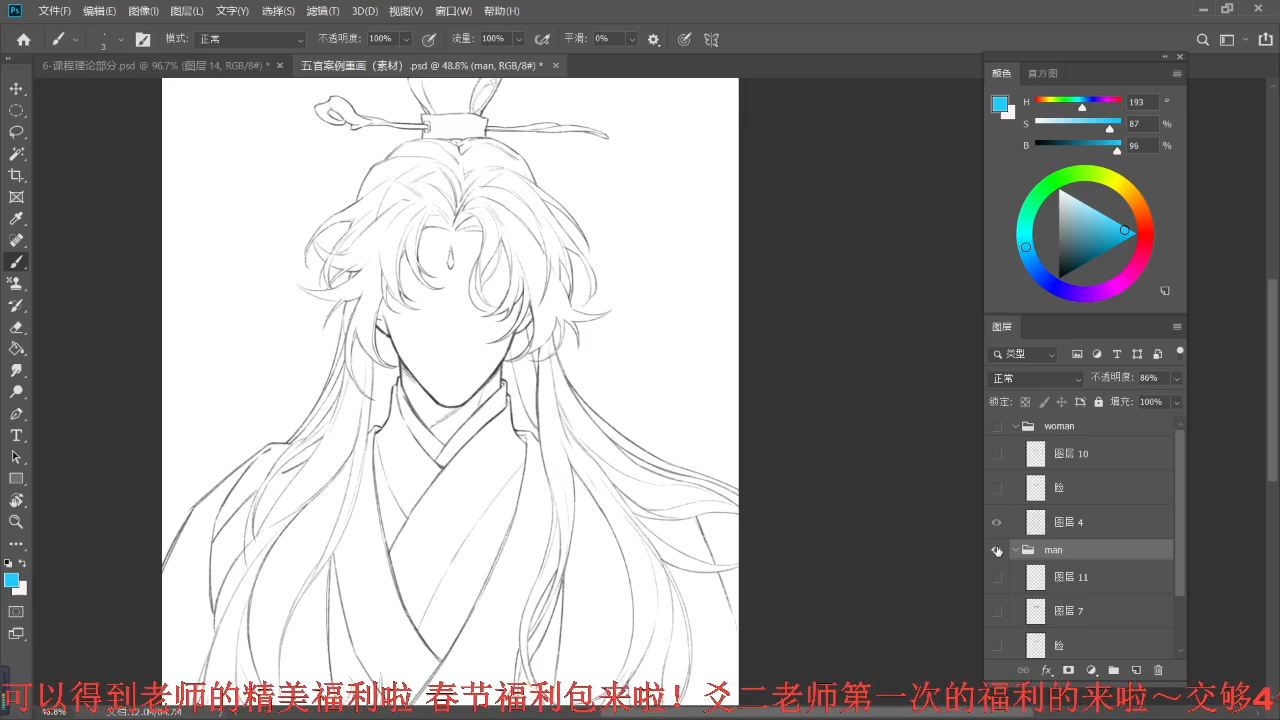 Ps 文件(F) 编辑(E) 图像(I) 图层(L) 文字(Y) 选择(S) 滤镜(T) 3D(D) 视图(V) 窗口(W) 帮助(H)
3 模式: 正常 不透明度: 100% 流量: 100% 平滑: 0%
6-课程理论部分.psd @ 96.7% (图层 14, RGB/8#) * × 五官案例重画（素材）.psd @ 48.8% (man, RGB/8#) * ×
颜色 直方图
H 193 °
S 87 %
B 96 %
图层
类型
正常 不透明度: 86%
锁定: 填充: 100%
woman
图层 10
脸
图层 4
man
图层 11
图层 7
脸
fx
可以得到老师的精美福利啦 春节福利包来啦！爻二老师第一次的福利的来啦～交够4